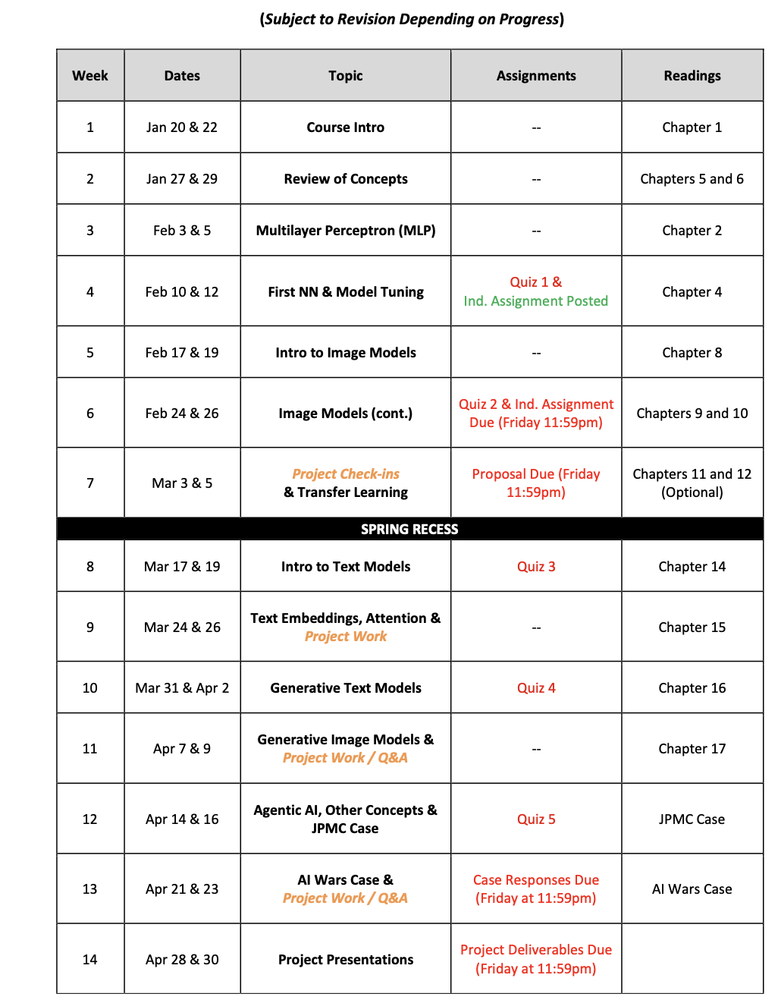 (Subject to Revision Depending on Progress)
Week Dates Topic Assignments Readings
1 Jan 20 & 22 Course Intro -- Chapter 1
2 Jan 27 & 29 Review of Concepts -- Chapters 5 and 6
3 Feb 3 & 5 Multilayer Perceptron (MLP) -- Chapter 2
4 Feb 10 & 12 First NN & Model Tuning Quiz 1 &
Ind. Assignment Posted Chapter 4
5 Feb 17 & 19 Intro to Image Models -- Chapter 8
6 Feb 24 & 26 Image Models (cont.) Quiz 2 & Ind. Assignment
Due (Friday 11:59pm) Chapters 9 and 10
7 Mar 3 & 5 Project Check-ins
& Transfer Learning Proposal Due (Friday
11:59pm) Chapters 11 and 12
(Optional)
SPRING RECESS
8 Mar 17 & 19 Intro to Text Models Quiz 3 Chapter 14
9 Mar 24 & 26 Text Embeddings, Attention &
Project Work -- Chapter 15
10 Mar 31 & Apr 2 Generative Text Models Quiz 4 Chapter 16
11 Apr 7 & 9 Generative Image Models &
Project Work / Q&A -- Chapter 17
12 Apr 14 & 16 Agentic AI, Other Concepts &
JPMC Case Quiz 5 JPMC Case
13 Apr 21 & 23 AI Wars Case &
Project Work / Q&A Case Responses Due
(Friday at 11:59pm) AI Wars Case
14 Apr 28 & 30 Project Presentations Project Deliverables Due
(Friday at 11:59pm)